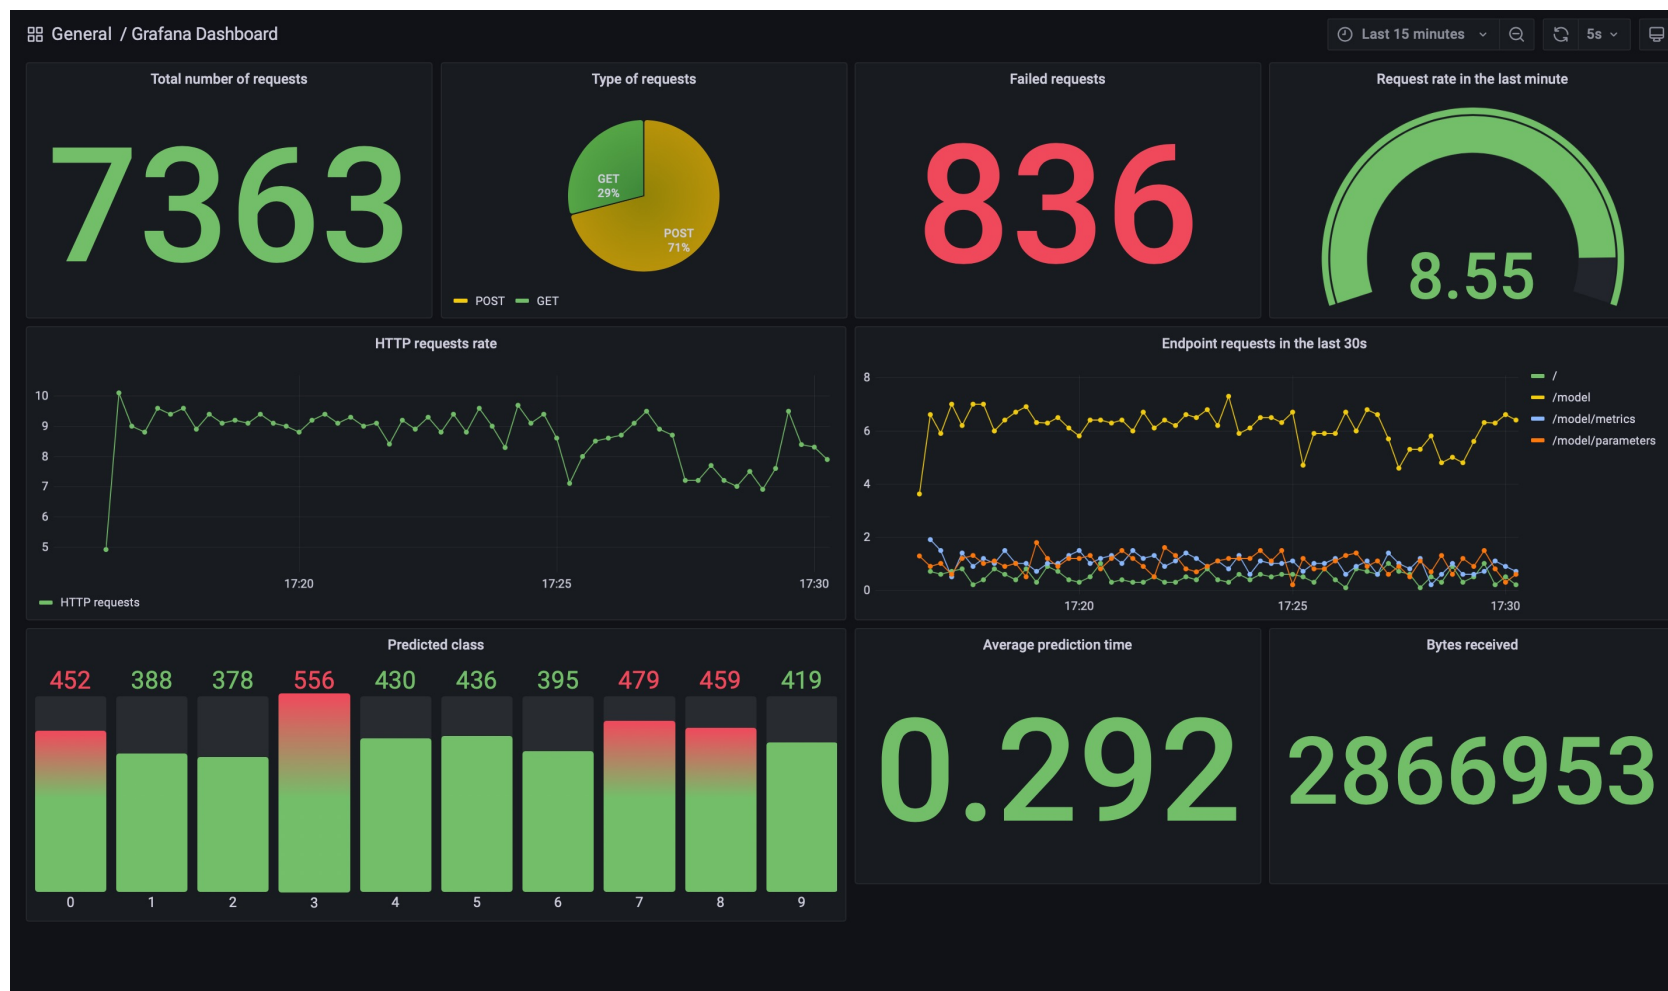 General / Grafana Dashboard
Last 15 minutes
5s
Total number of requests
7363
Type of requests
GET
29%
POST
71%
POST GET
Failed requests
836
Request rate in the last minute
8.55
HTTP requests rate
10
9
8
7
6
5
17:20 17:25 17:30
HTTP requests
Endpoint requests in the last 30s
8
6
4
2
0
17:20 17:25 17:30
/
/model
/model/metrics
/model/parameters
Predicted class
452 388 378 556 430 436 395 479 459 419
0 1 2 3 4 5 6 7 8 9
Average prediction time
0.292
Bytes received
2866953